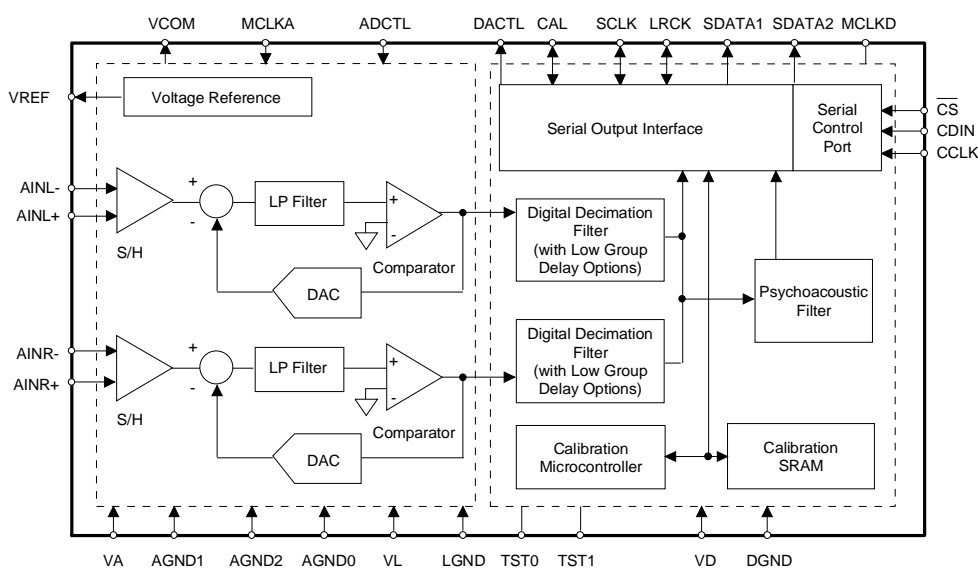 VCOM MCLKA ADCTL DACTL CAL SCLK LRCK SDATA1 SDATA2 MCLKD
VREF
Voltage Reference
Serial Output Interface
Serial
Control
Port
CS
CDIN
CCLK
AINL-
AINL+
S/H
+
-
LP Filter
+
-
Comparator
DAC
Digital Decimation
Filter
(with Low Group
Delay Options)
Psychoacoustic
Filter
AINR-
AINR+
S/H
+
-
LP Filter
+
-
Comparator
DAC
Digital Decimation
Filter
(with Low Group
Delay Options)
Calibration
Microcontroller
Calibration
SRAM
VA AGND1 AGND2 AGND0 VL LGND TST0 TST1 VD DGND